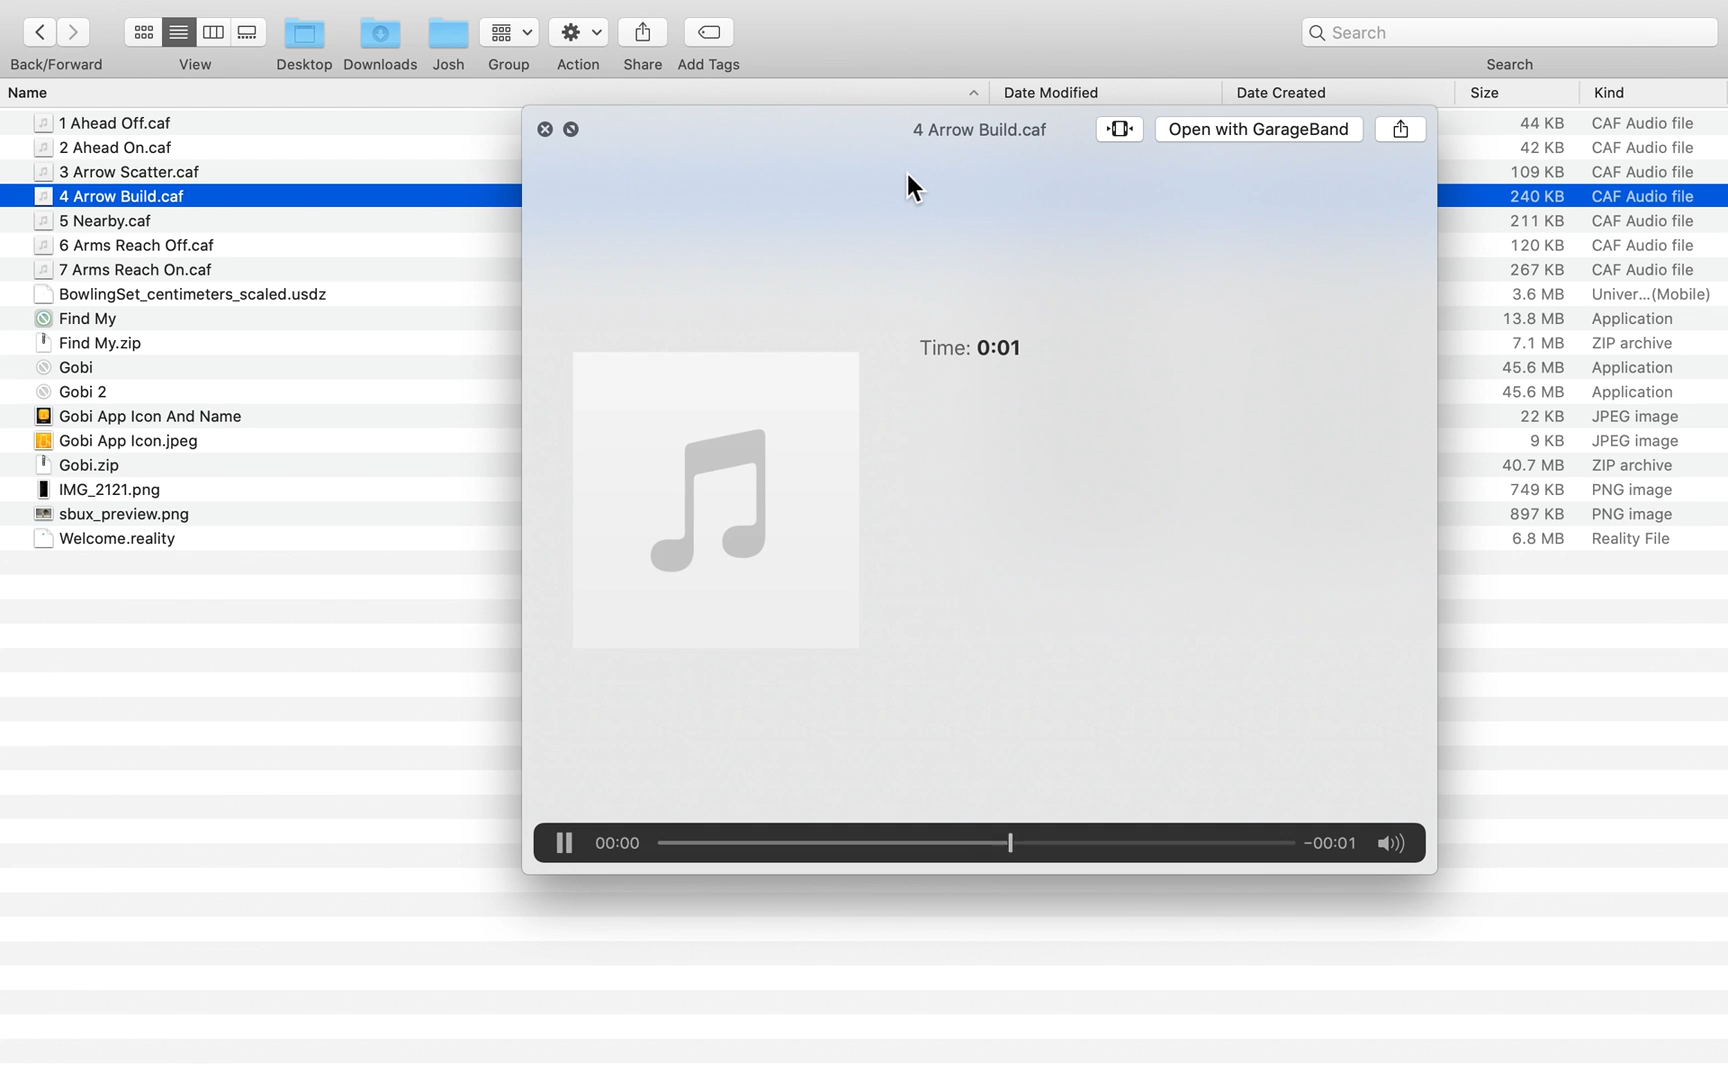 Search
Back/Forward View Desktop Downloads Josh Group Action Share Add Tags Search
Name Date Modified Date Created Size Kind
1 Ahead Off.caf 44 KB CAF Audio file
2 Ahead On.caf 42 KB CAF Audio file
3 Arrow Scatter.caf 109 KB CAF Audio file
4 Arrow Build.caf 240 KB CAF Audio file
5 Nearby.caf 211 KB CAF Audio file
6 Arms Reach Off.caf 120 KB CAF Audio file
7 Arms Reach On.caf 267 KB CAF Audio file
BowlingSet_centimeters_scaled.usdz 3.6 MB Univer...(Mobile)
Find My 13.8 MB Application
Find My.zip 7.1 MB ZIP archive
Gobi 45.6 MB Application
Gobi 2 45.6 MB Application
Gobi App Icon And Name 22 KB JPEG image
Gobi App Icon.jpeg 9 KB JPEG image
Gobi.zip 40.7 MB ZIP archive
IMG_2121.png 749 KB PNG image
sbux_preview.png 897 KB PNG image
Welcome.reality 6.8 MB Reality File
4 Arrow Build.caf Open with GarageBand
Time: 0:01
00:00 -00:01